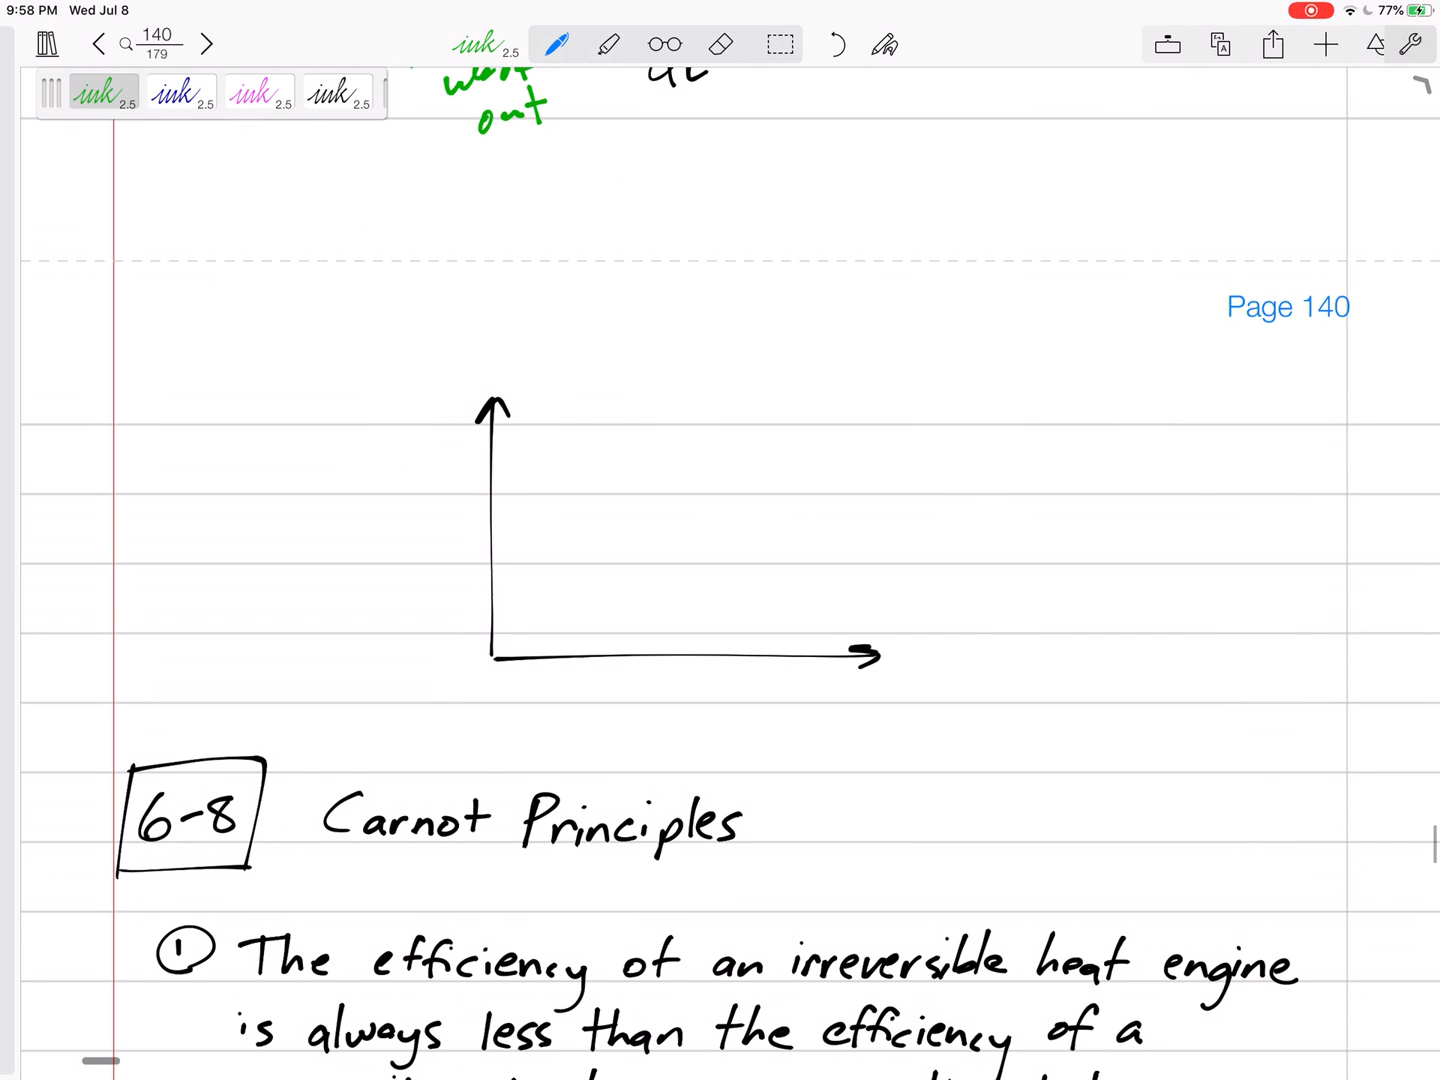 9:58 PM Wed Jul 8
77%
140
179
ink 2.5
ink 2.5
ink 2.5
ink 2.5
ink 2.5
out
Page 140
6-8 Carnot Principles
① The efficiency of an irreversible heat engine
is always less than the efficiency of a